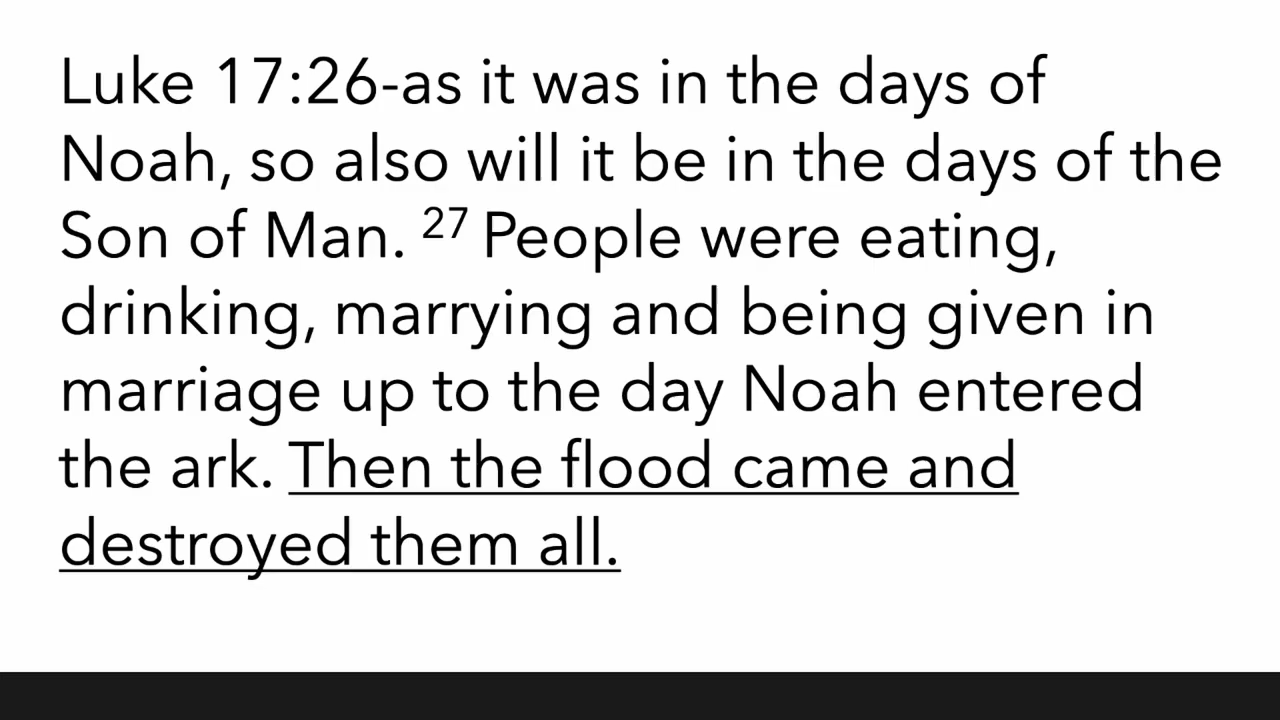 Luke 17:26-as it was in the days of
Noah, so also will it be in the days of the
Son of Man. 27 People were eating,
drinking, marrying and being given in
marriage up to the day Noah entered
the ark. Then the flood came and
destroyed them all.